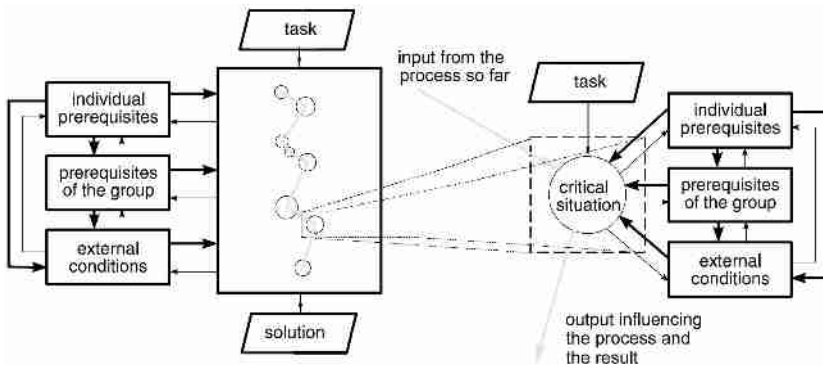 task
individual
prerequisites
prerequisites
of the group
external
conditions
solution
input from the
process so far
task
critical
situation
individual
prerequisites
prerequisites
of the group
external
conditions
output influencing
the process and
the result